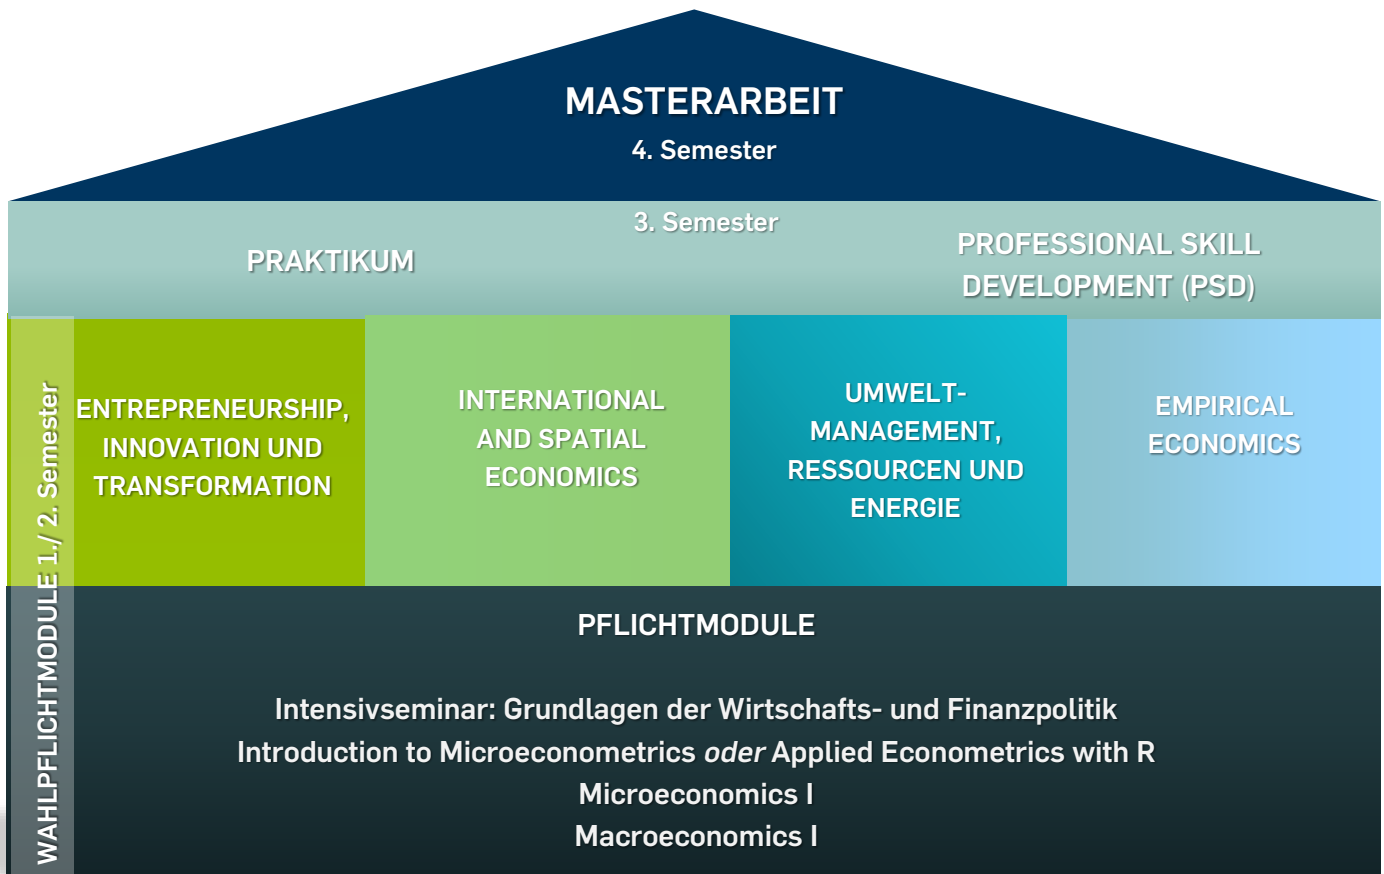 MASTERARBEIT
4. Semester
3. Semester
PRAKTIKUM
PROFESSIONAL SKILL
DEVELOPMENT (PSD)
WAHLPFLICHTMODULE 1./ 2. Semester
ENTREPRENEURSHIP,
INNOVATION UND
TRANSFORMATION
INTERNATIONAL
AND SPATIAL
ECONOMICS
UMWELT-
MANAGEMENT,
RESSOURCEN UND
ENERGIE
EMPIRICAL
ECONOMICS
PFLICHTMODULE
Intensivseminar: Grundlagen der Wirtschafts- und Finanzpolitik
Introduction to Microeconometrics oder Applied Econometrics with R
Microeconomics I
Macroeconomics I